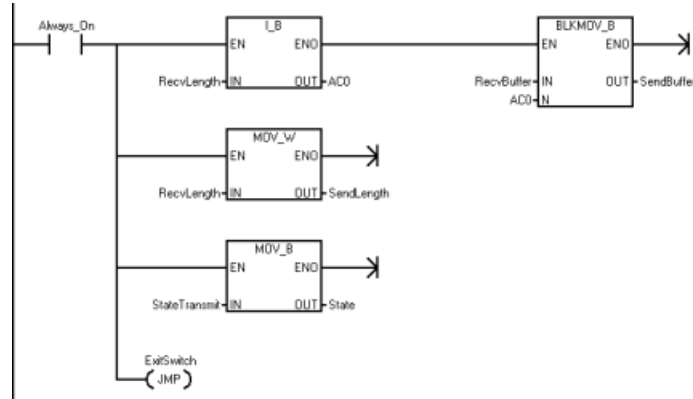 Always_On
I_B
BLKMOV_B
EN ENO
EN ENO
RecvLength IN OUT AC0
RecvBuffer IN OUT SendBuffe
AC0 N
MOV_W
EN ENO
RecvLength IN OUT SendLength
MOV_B
EN ENO
StateTransmit IN OUT State
ExitSwitch
JMP